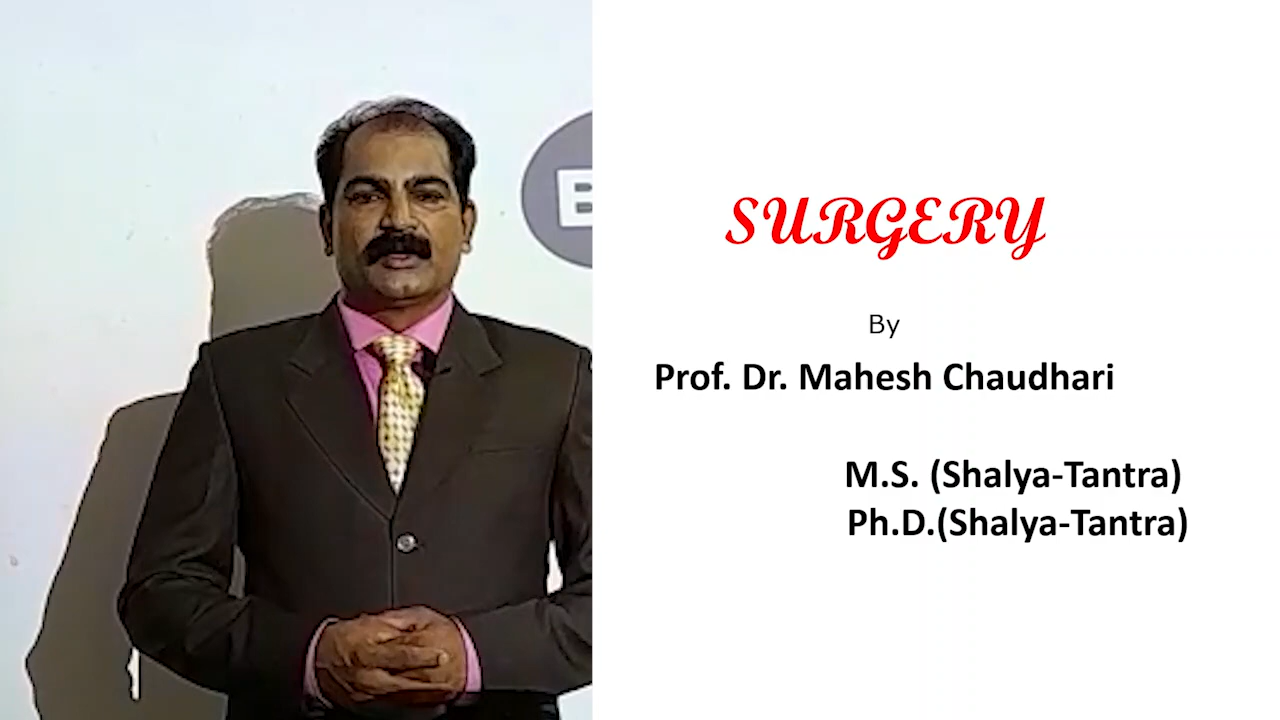 SURGERY
By
Prof. Dr. Mahesh Chaudhari
M.S. (Shalya-Tantra)
Ph.D.(Shalya-Tantra)